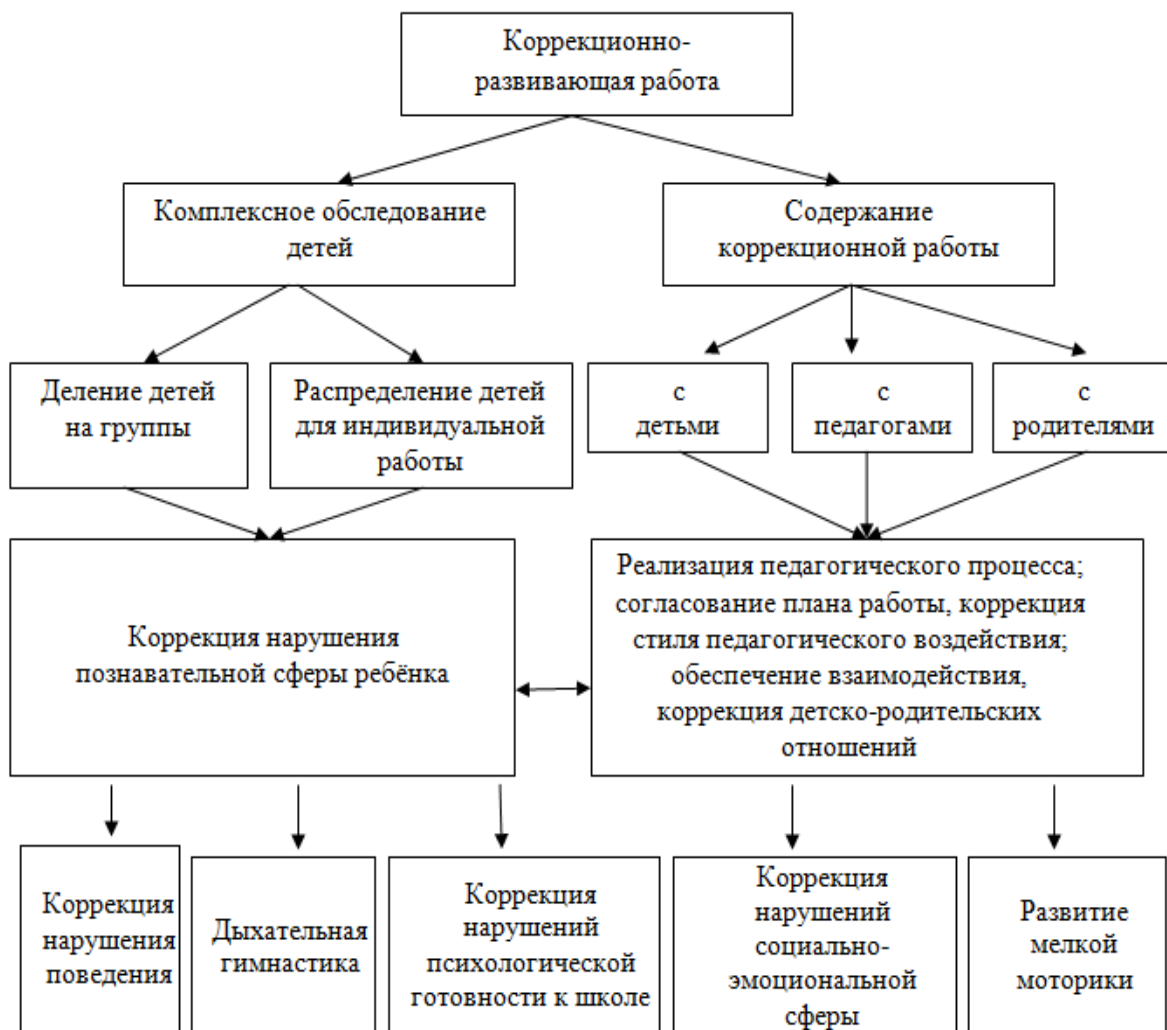 Коррекционно-
развивающая работа
Комплексное обследование
детей
Содержание
коррекционной работы
Деление детей
на группы
Распределение детей
для индивидуальной
работы
с
детьми
с
педагогами
с
родителями
Коррекция нарушения
познавательной сферы ребёнка
Реализация педагогического процесса;
согласование плана работы, коррекция
стиля педагогического воздействия;
обеспечение взаимодействия,
коррекция детско-родительских
отношений
Коррекция
нарушения
поведения
Дыхательная
гимнастика
Коррекция
нарушений
психологической
готовности к школе
Коррекция
нарушений
социально-
эмоциональной
сферы
Развитие
мелкой
моторики